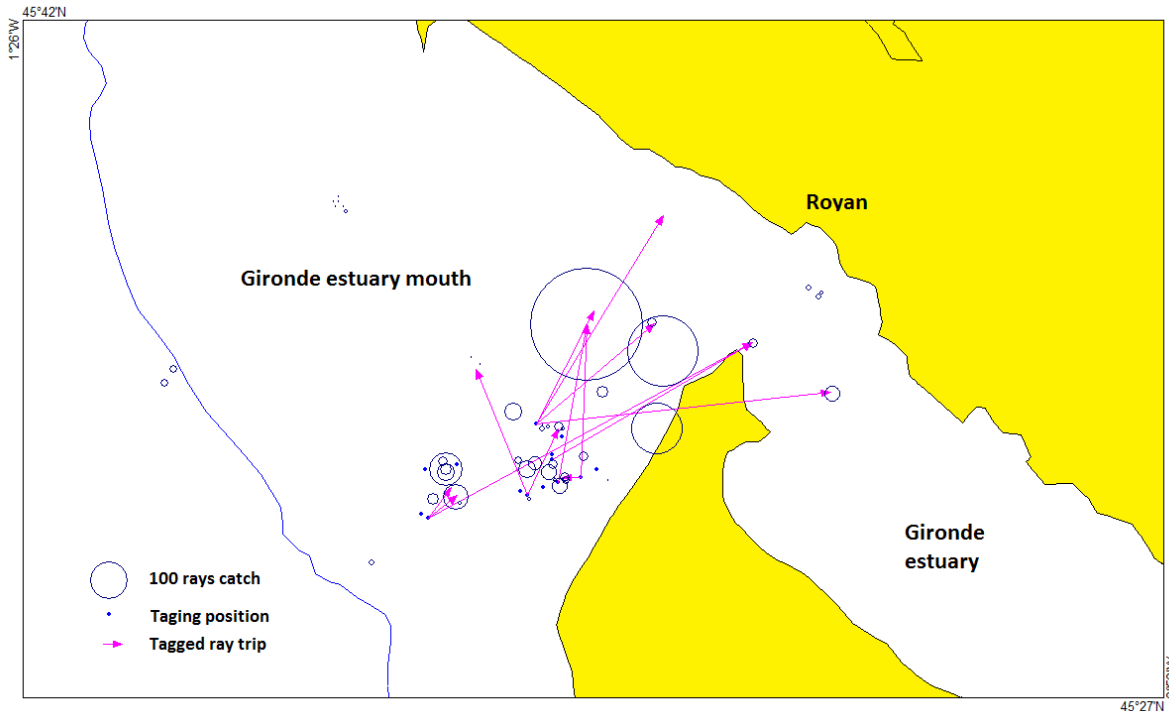 45°42'N
1°26'W
Royan
Gironde estuary mouth
Gironde
estuary
100 rays catch
Taging position
Tagged ray trip
45°27'N